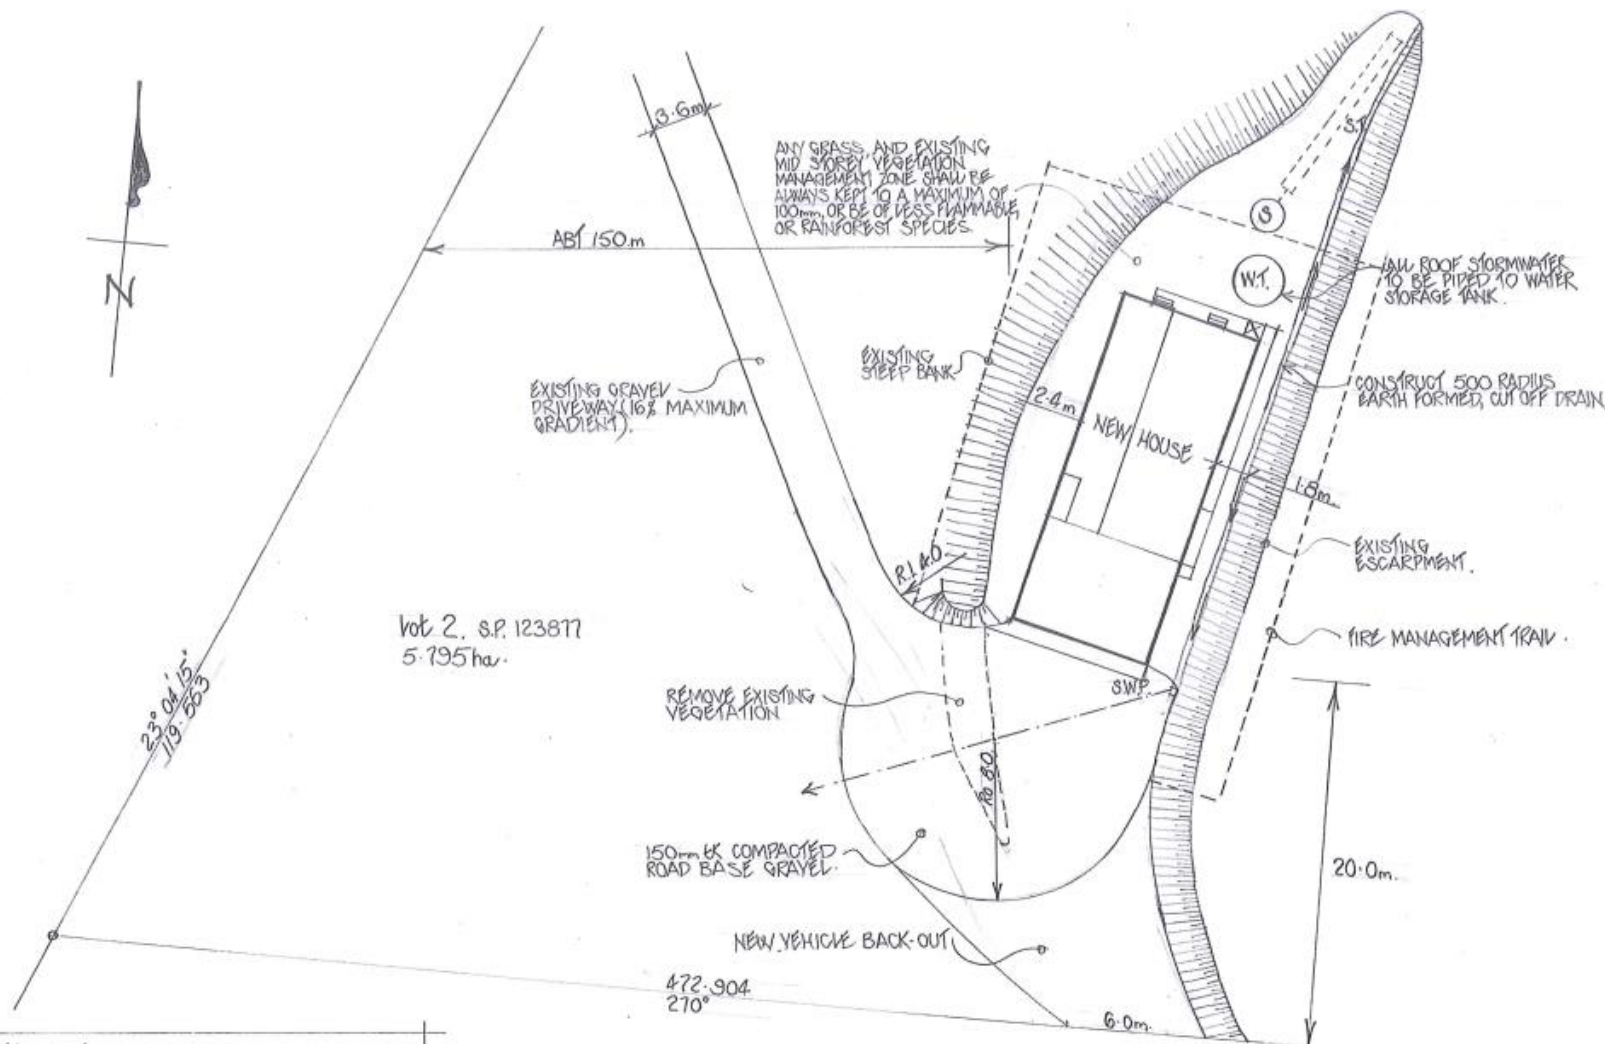 3.6m
ANY GRASS, AND EXISTING
MID STOREY VEGETATION
MANAGEMENT ZONE SHALL BE
ALWAYS KEPT TO A MAXIMUM OF
100mm, OR BE OF LESS FLAMMABLE
OR RAINFOREST SPECIES.
S.T.
ABT 150.m
S
N
W.T.
ALL ROOF STORMWATER
TO BE PIPED TO WATER
STORAGE TANK.
EXISTING
STEEP BANK
EXISTING GRAVEL
DRIVEWAY (16% MAXIMUM
GRADIENT).
2.4m
NEW HOUSE
CONSTRUCT 500 RADIUS
EARTH FORMED, CUT OFF DRAIN
1.8m.
EXISTING
ESCARPMENT.
R.I. 4.0
Lot 2. S.P. 123877
5.795ha.
FIRE MANAGEMENT TRAIL.
REMOVE EXISTING
VEGETATION
S.W.P.
23° 04' 15"
119.563
Ro 8.0
150mm tk COMPACTED
ROAD BASE GRAVEL.
20.0m.
NEW VEHICLE BACK-OUT
472.904
270°
6.0m.